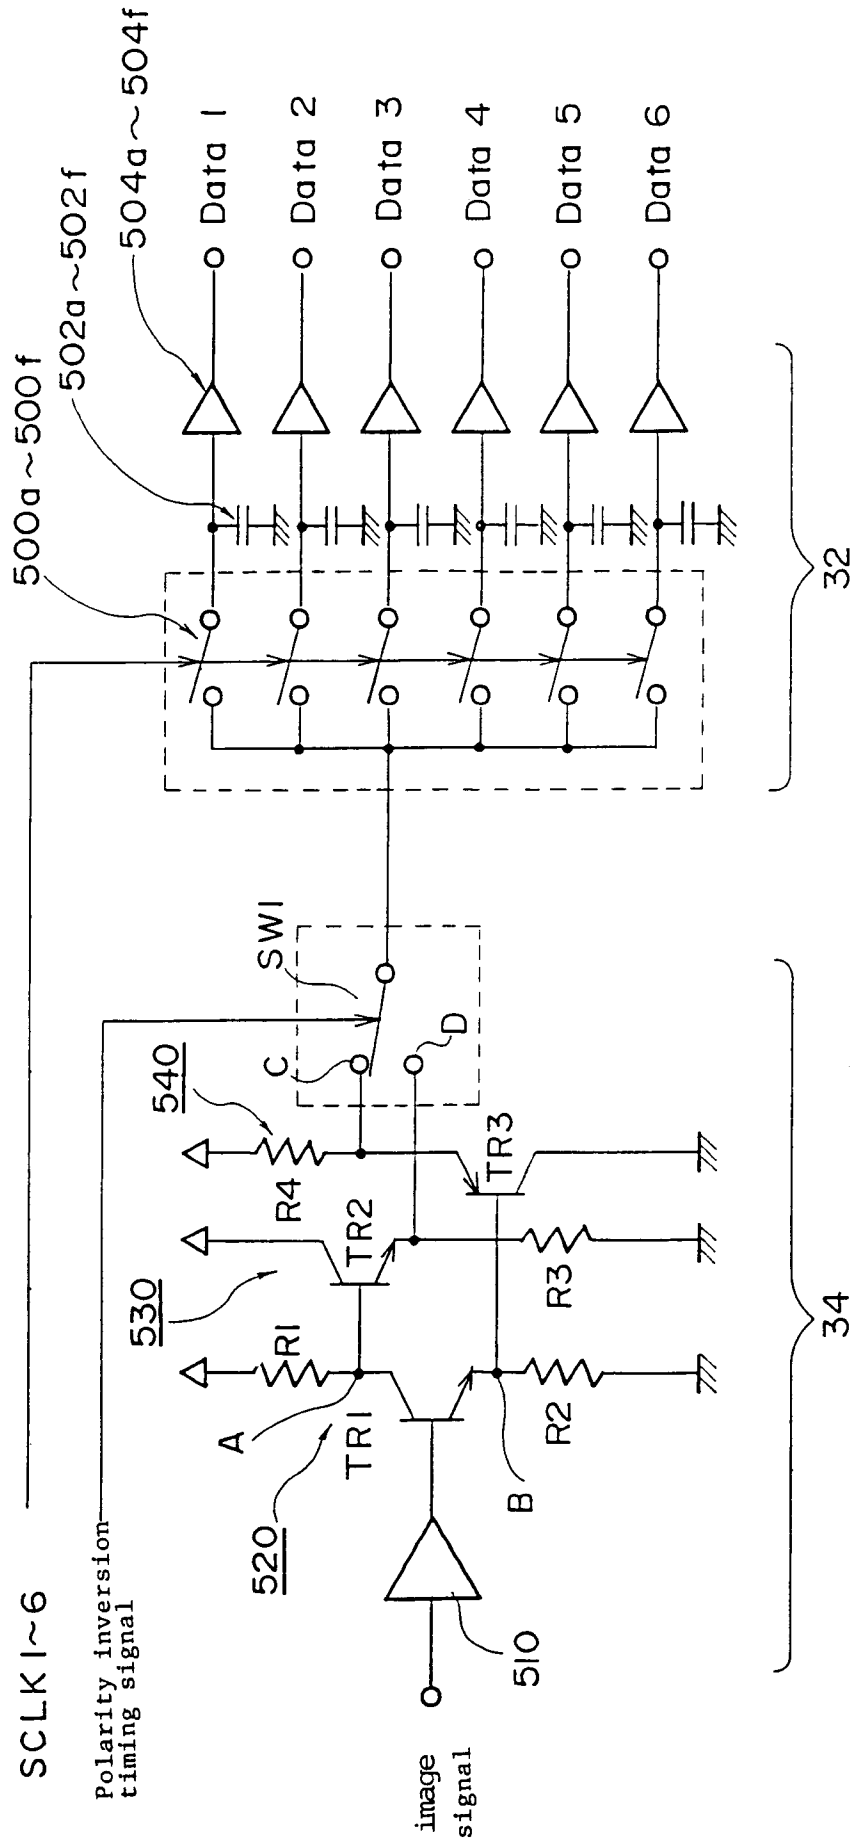 SCLK1~6
Polarity inversion
timing signal
image
signal
510
520
TR1
A
R1
B
R2
530
TR2
R3
540
R4
TR3
C
D
SW1
34
500a~500f
502a~502f
504a~504f
Data 1
Data 2
Data 3
Data 4
Data 5
Data 6
32